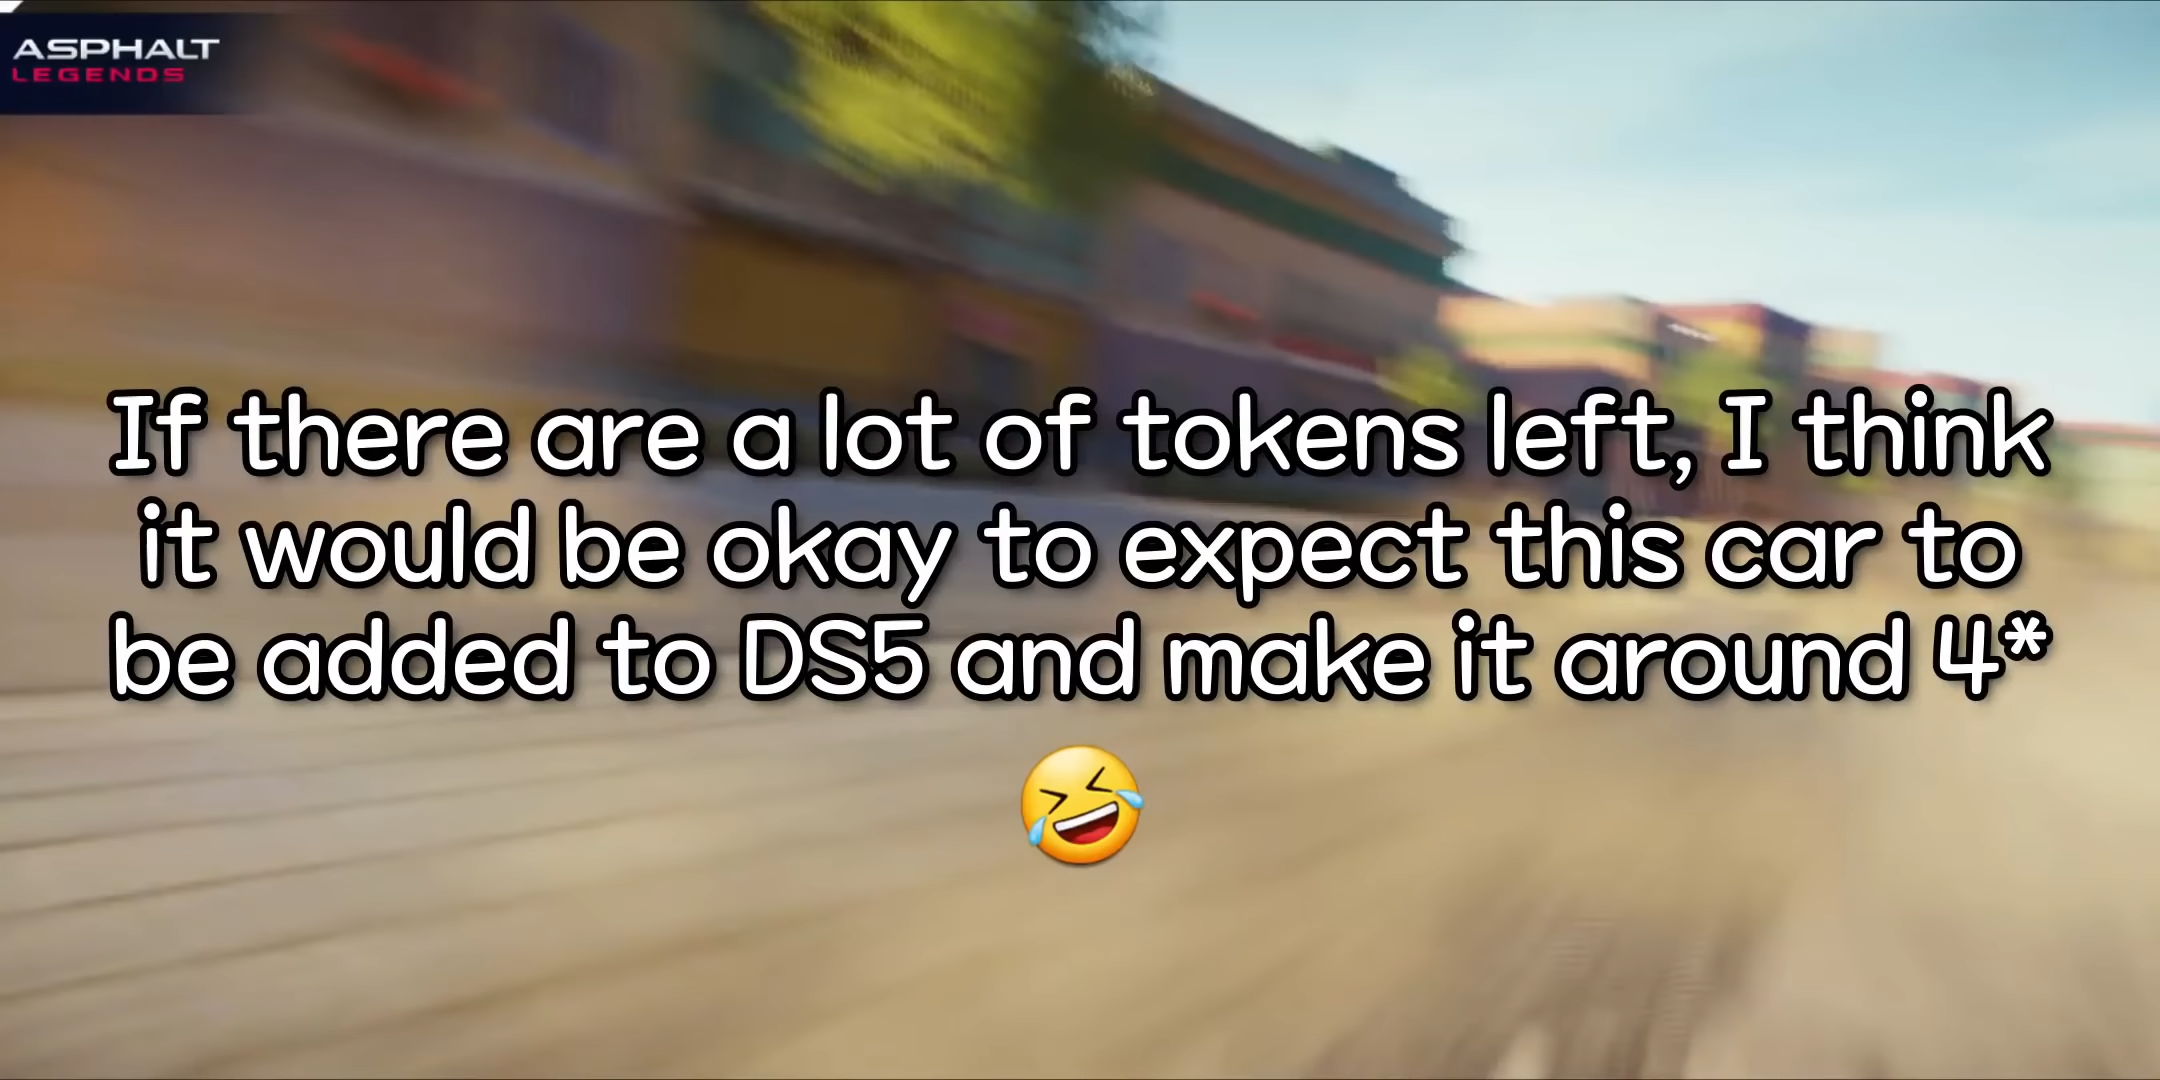 ASPHALT
LEGENDS
If there are a lot of tokens left, I think
it would be okay to expect this car to
be added to DS5 and make it around 4*
🤣